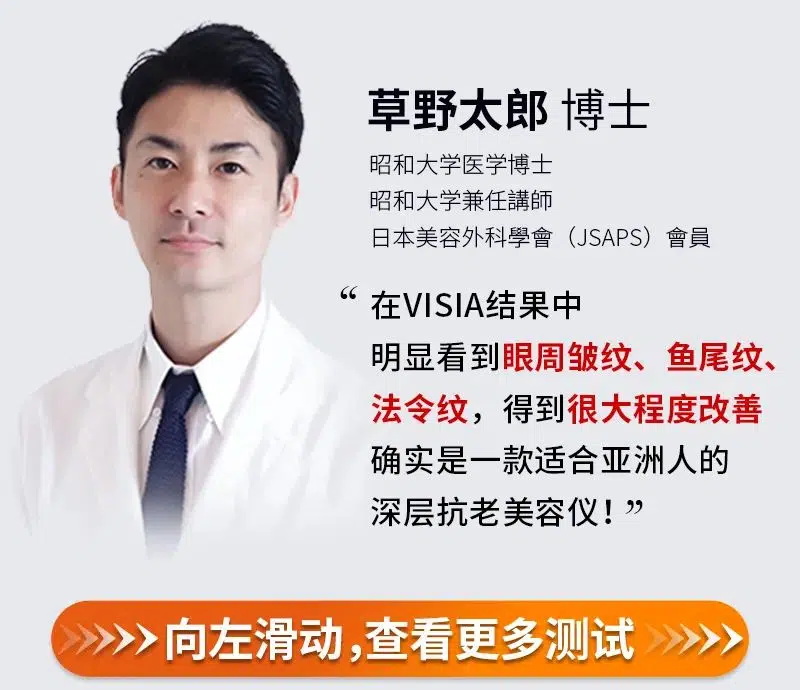 草野太郎 博士
昭和大学医学博士
昭和大学兼任講師
日本美容外科學會（JSAPS）會員
“ 在VISIA结果中
明显看到眼周皱纹、鱼尾纹、
法令纹，得到很大程度改善
确实是一款适合亚洲人的
深层抗老美容仪！”
向左滑动，查看更多测试